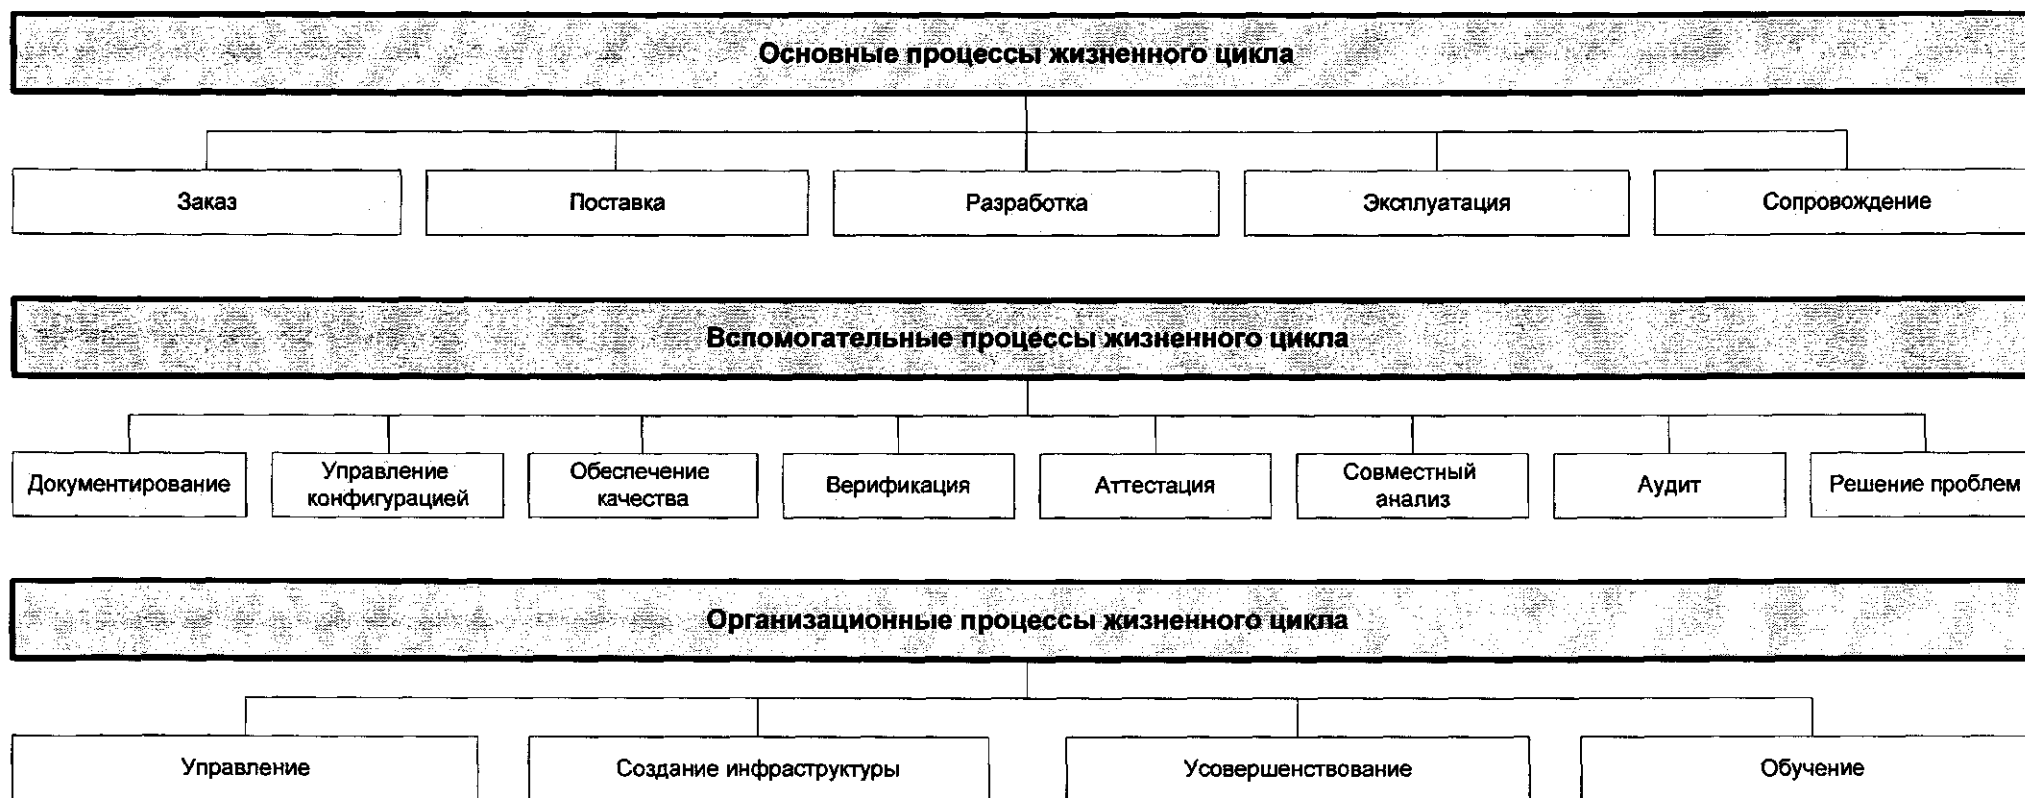 Основные процессы жизненного цикла
Заказ
Поставка
Разработка
Эксплуатация
Сопровождение
Вспомогательные процессы жизненного цикла
Документирование
Управление
конфигурацией
Обеспечение
качества
Верификация
Аттестация
Совместный
анализ
Аудит
Решение проблем
Организационные процессы жизненного цикла
Управление
Создание инфраструктуры
Усовершенствование
Обучение